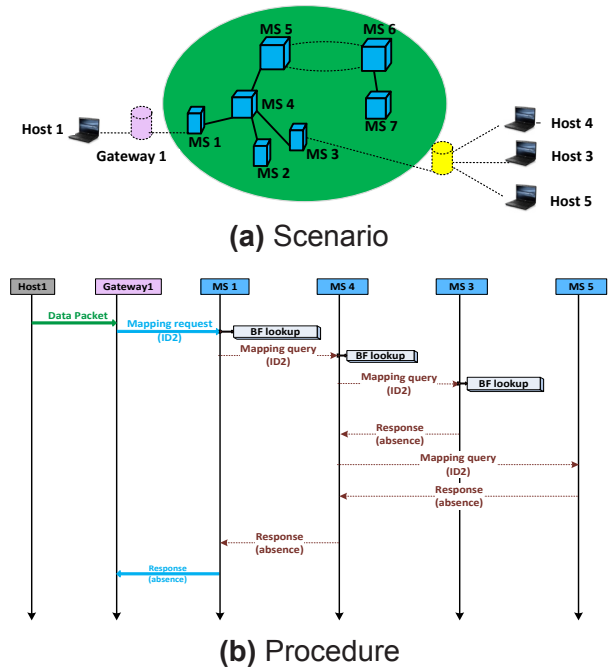 MS 5
MS 6
MS 4
MS 7
Host 1
Gateway 1
MS 1
MS 2
MS 3
Host 4
Host 3
Host 5
(a) Scenario
Host1
Gateway1
MS 1
MS 4
MS 3
MS 5
Data Packet
Mapping request
(ID2)
BF lookup
Mapping query
(ID2)
BF lookup
Mapping query
(ID2)
BF lookup
Response
(absence)
Mapping query
(ID2)
Response
(absence)
Response
(absence)
Response
(absence)
(b) Procedure